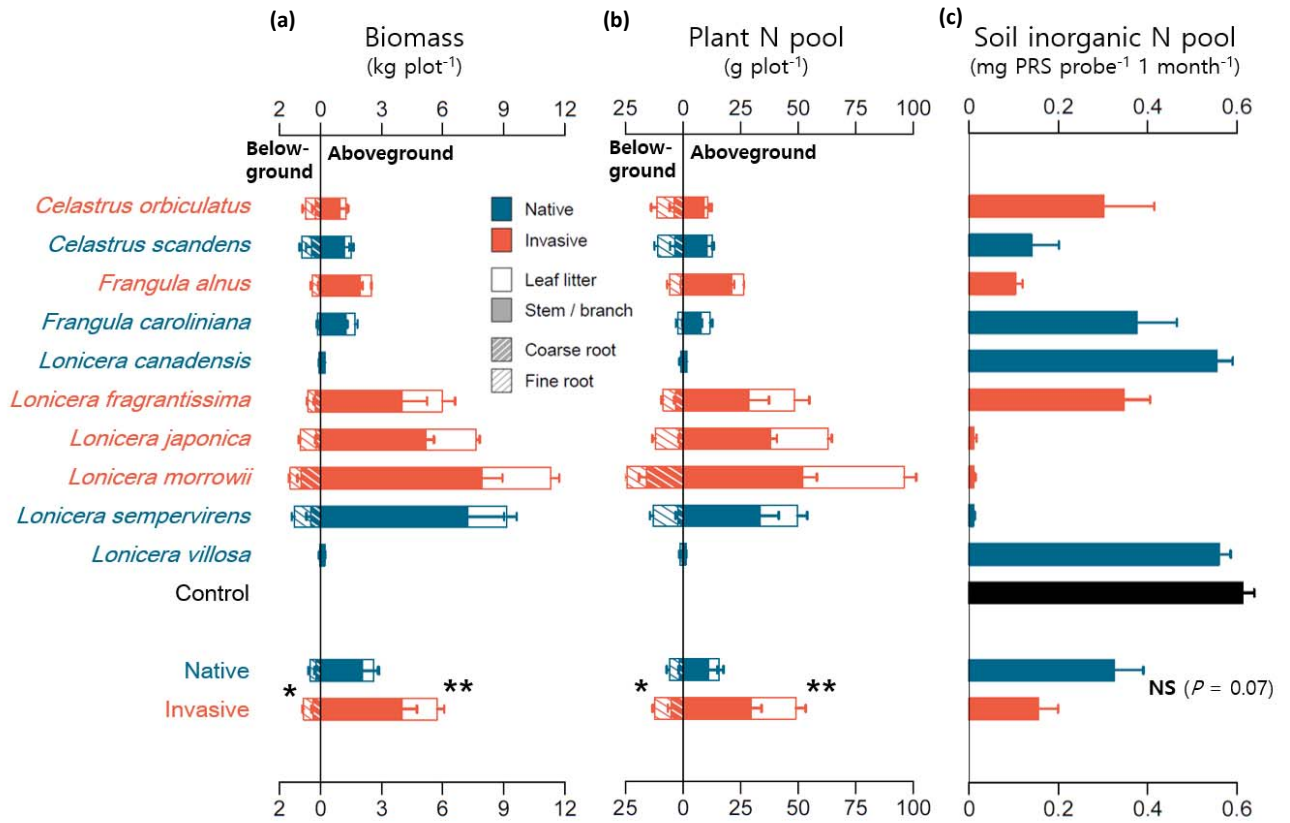 (a)
Biomass
(kg plot⁻¹)
2 0 3 6 9 12
Below-ground
Aboveground
(b)
Plant N pool
(g plot⁻¹)
25 0 25 50 75 100
Below-ground
Aboveground
(c)
Soil inorganic N pool
(mg PRS probe⁻¹ 1 month⁻¹)
0 0.2 0.4 0.6
Celastrus orbiculatus
Celastrus scandens
Frangula alnus
Frangula caroliniana
Lonicera canadensis
Lonicera fragrantissima
Lonicera japonica
Lonicera morrowii
Lonicera sempervirens
Lonicera villosa
Control
Native
Invasive
Native
Invasive
Leaf litter
Stem / branch
Coarse root
Fine root
* **
* **
NS (P = 0.07)
2 0 3 6 9 12
25 0 25 50 75 100
0 0.2 0.4 0.6